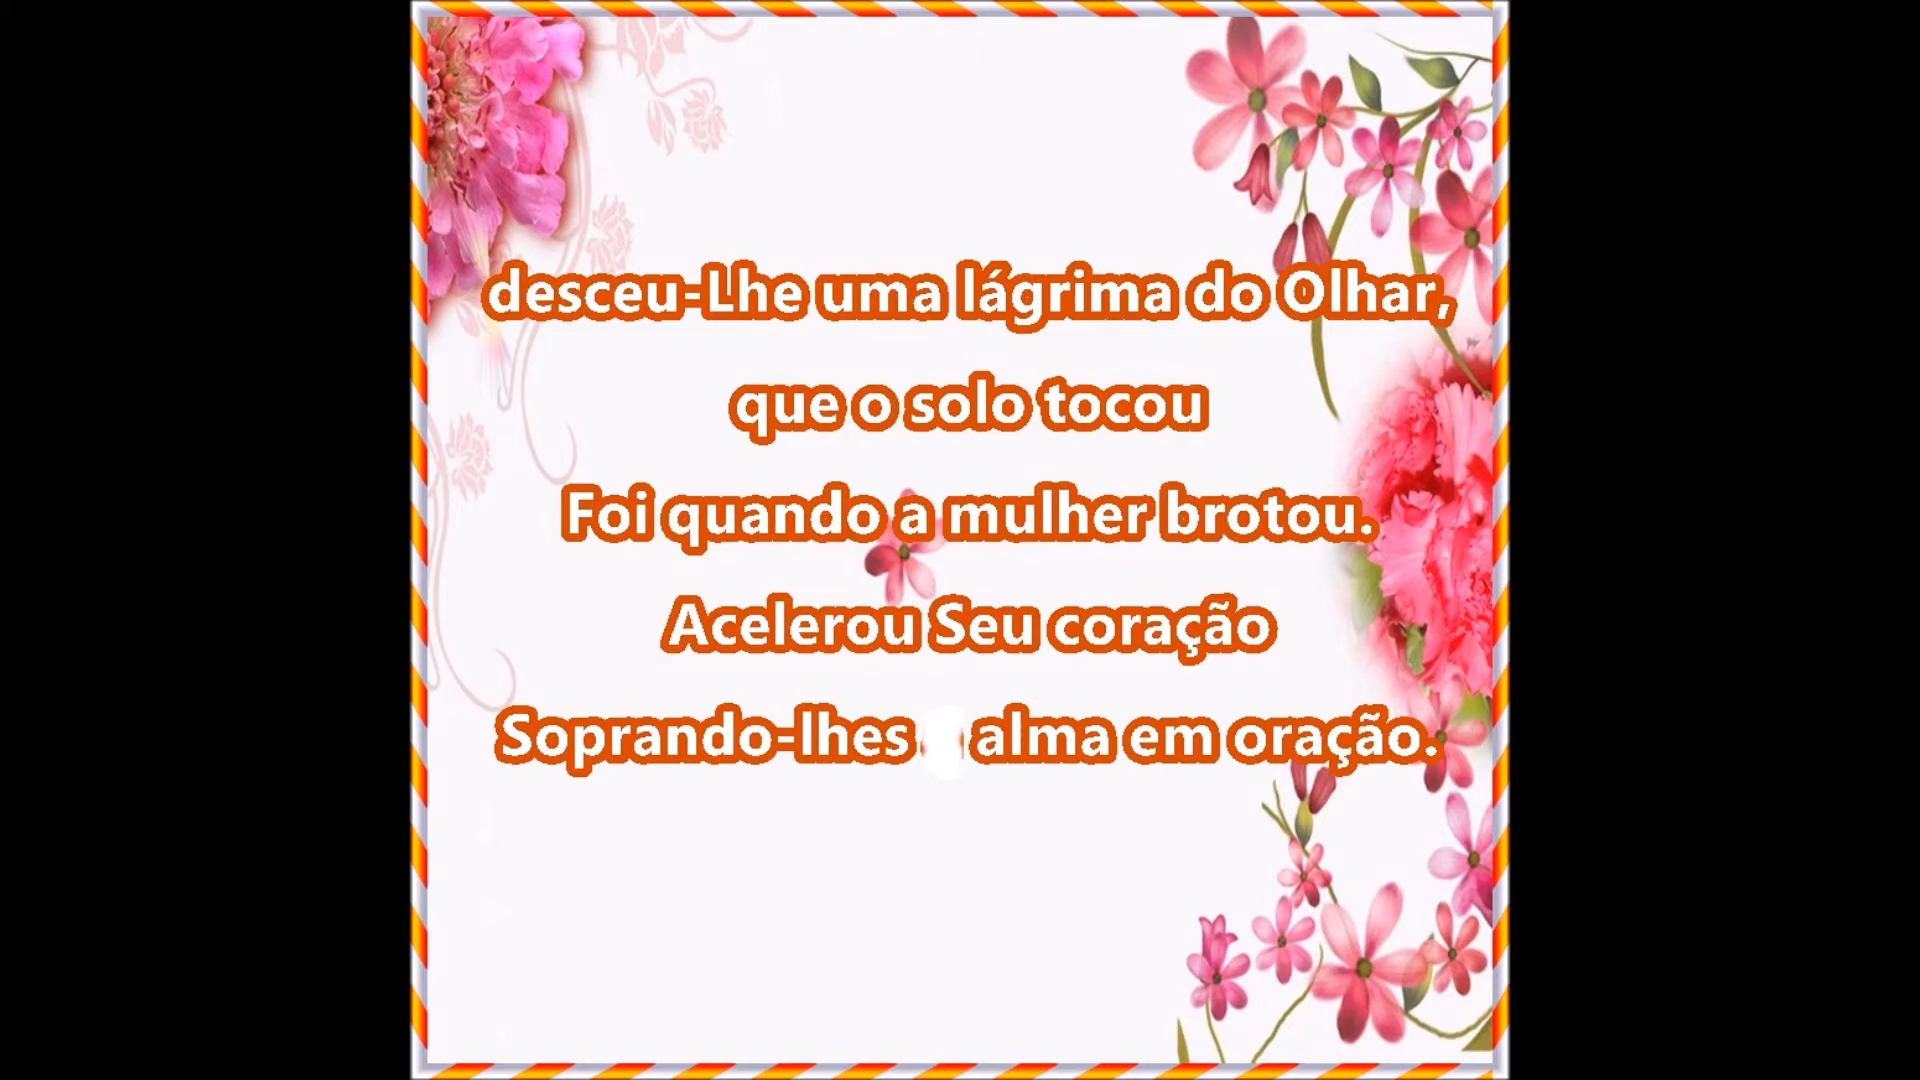 desceu-Lhe uma lágrima do Olhar,
que o solo tocou
Foi quando a mulher brotou.
Acelerou Seu coração
Soprando-lhes alma em oração.